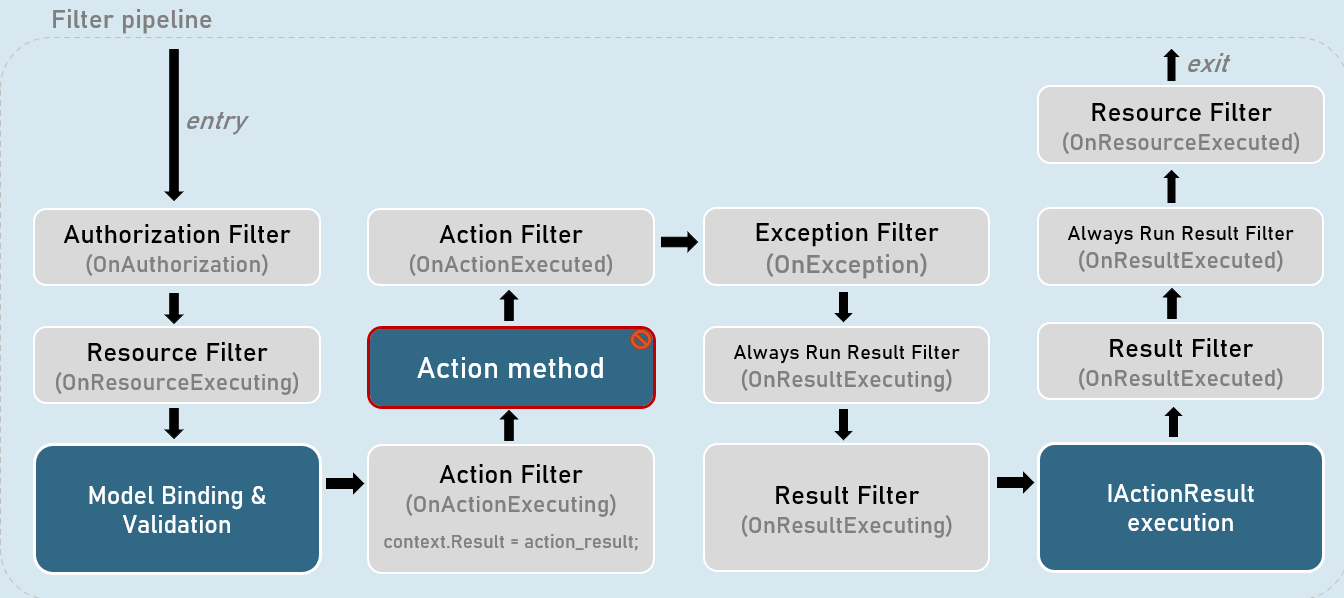 Filter pipeline
entry
Authorization Filter
(OnAuthorization)
Resource Filter
(OnResourceExecuting)
Model Binding &
Validation
Action Filter
(OnActionExecuting)
context.Result = action_result;
Action method
Action Filter
(OnActionExecuted)
Exception Filter
(OnException)
Always Run Result Filter
(OnResultExecuting)
Result Filter
(OnResultExecuting)
IActionResult
execution
Result Filter
(OnResultExecuted)
Always Run Result Filter
(OnResultExecuted)
Resource Filter
(OnResourceExecuted)
exit